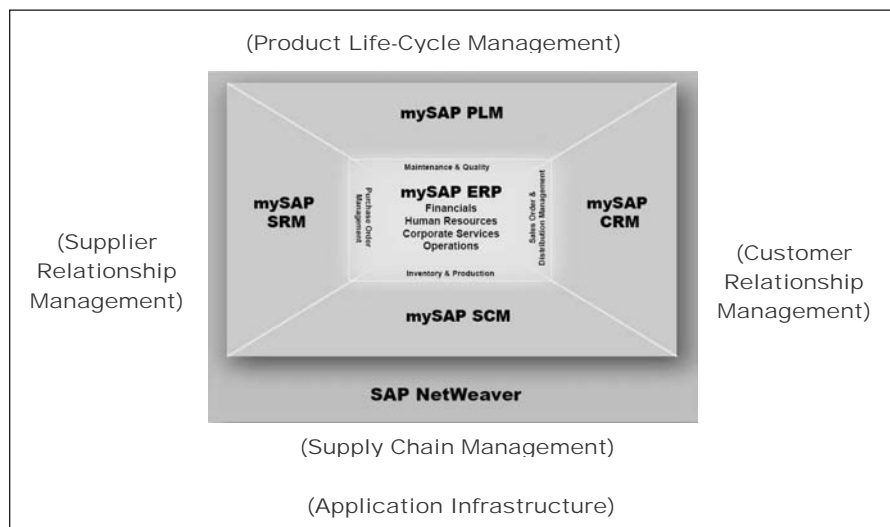 (Product Life-Cycle Management)
mySAP PLM
Maintenance & Quality
mySAP
SRM
(Supplier
Relationship
Management)
Purchase Order
Management
mySAP ERP
Financials
Human Resources
Corporate Services
Operations
Sales Order &
Distribution Management
mySAP
CRM
(Customer
Relationship
Management)
Inventory & Production
mySAP SCM
SAP NetWeaver
(Supply Chain Management)
(Application Infrastructure)